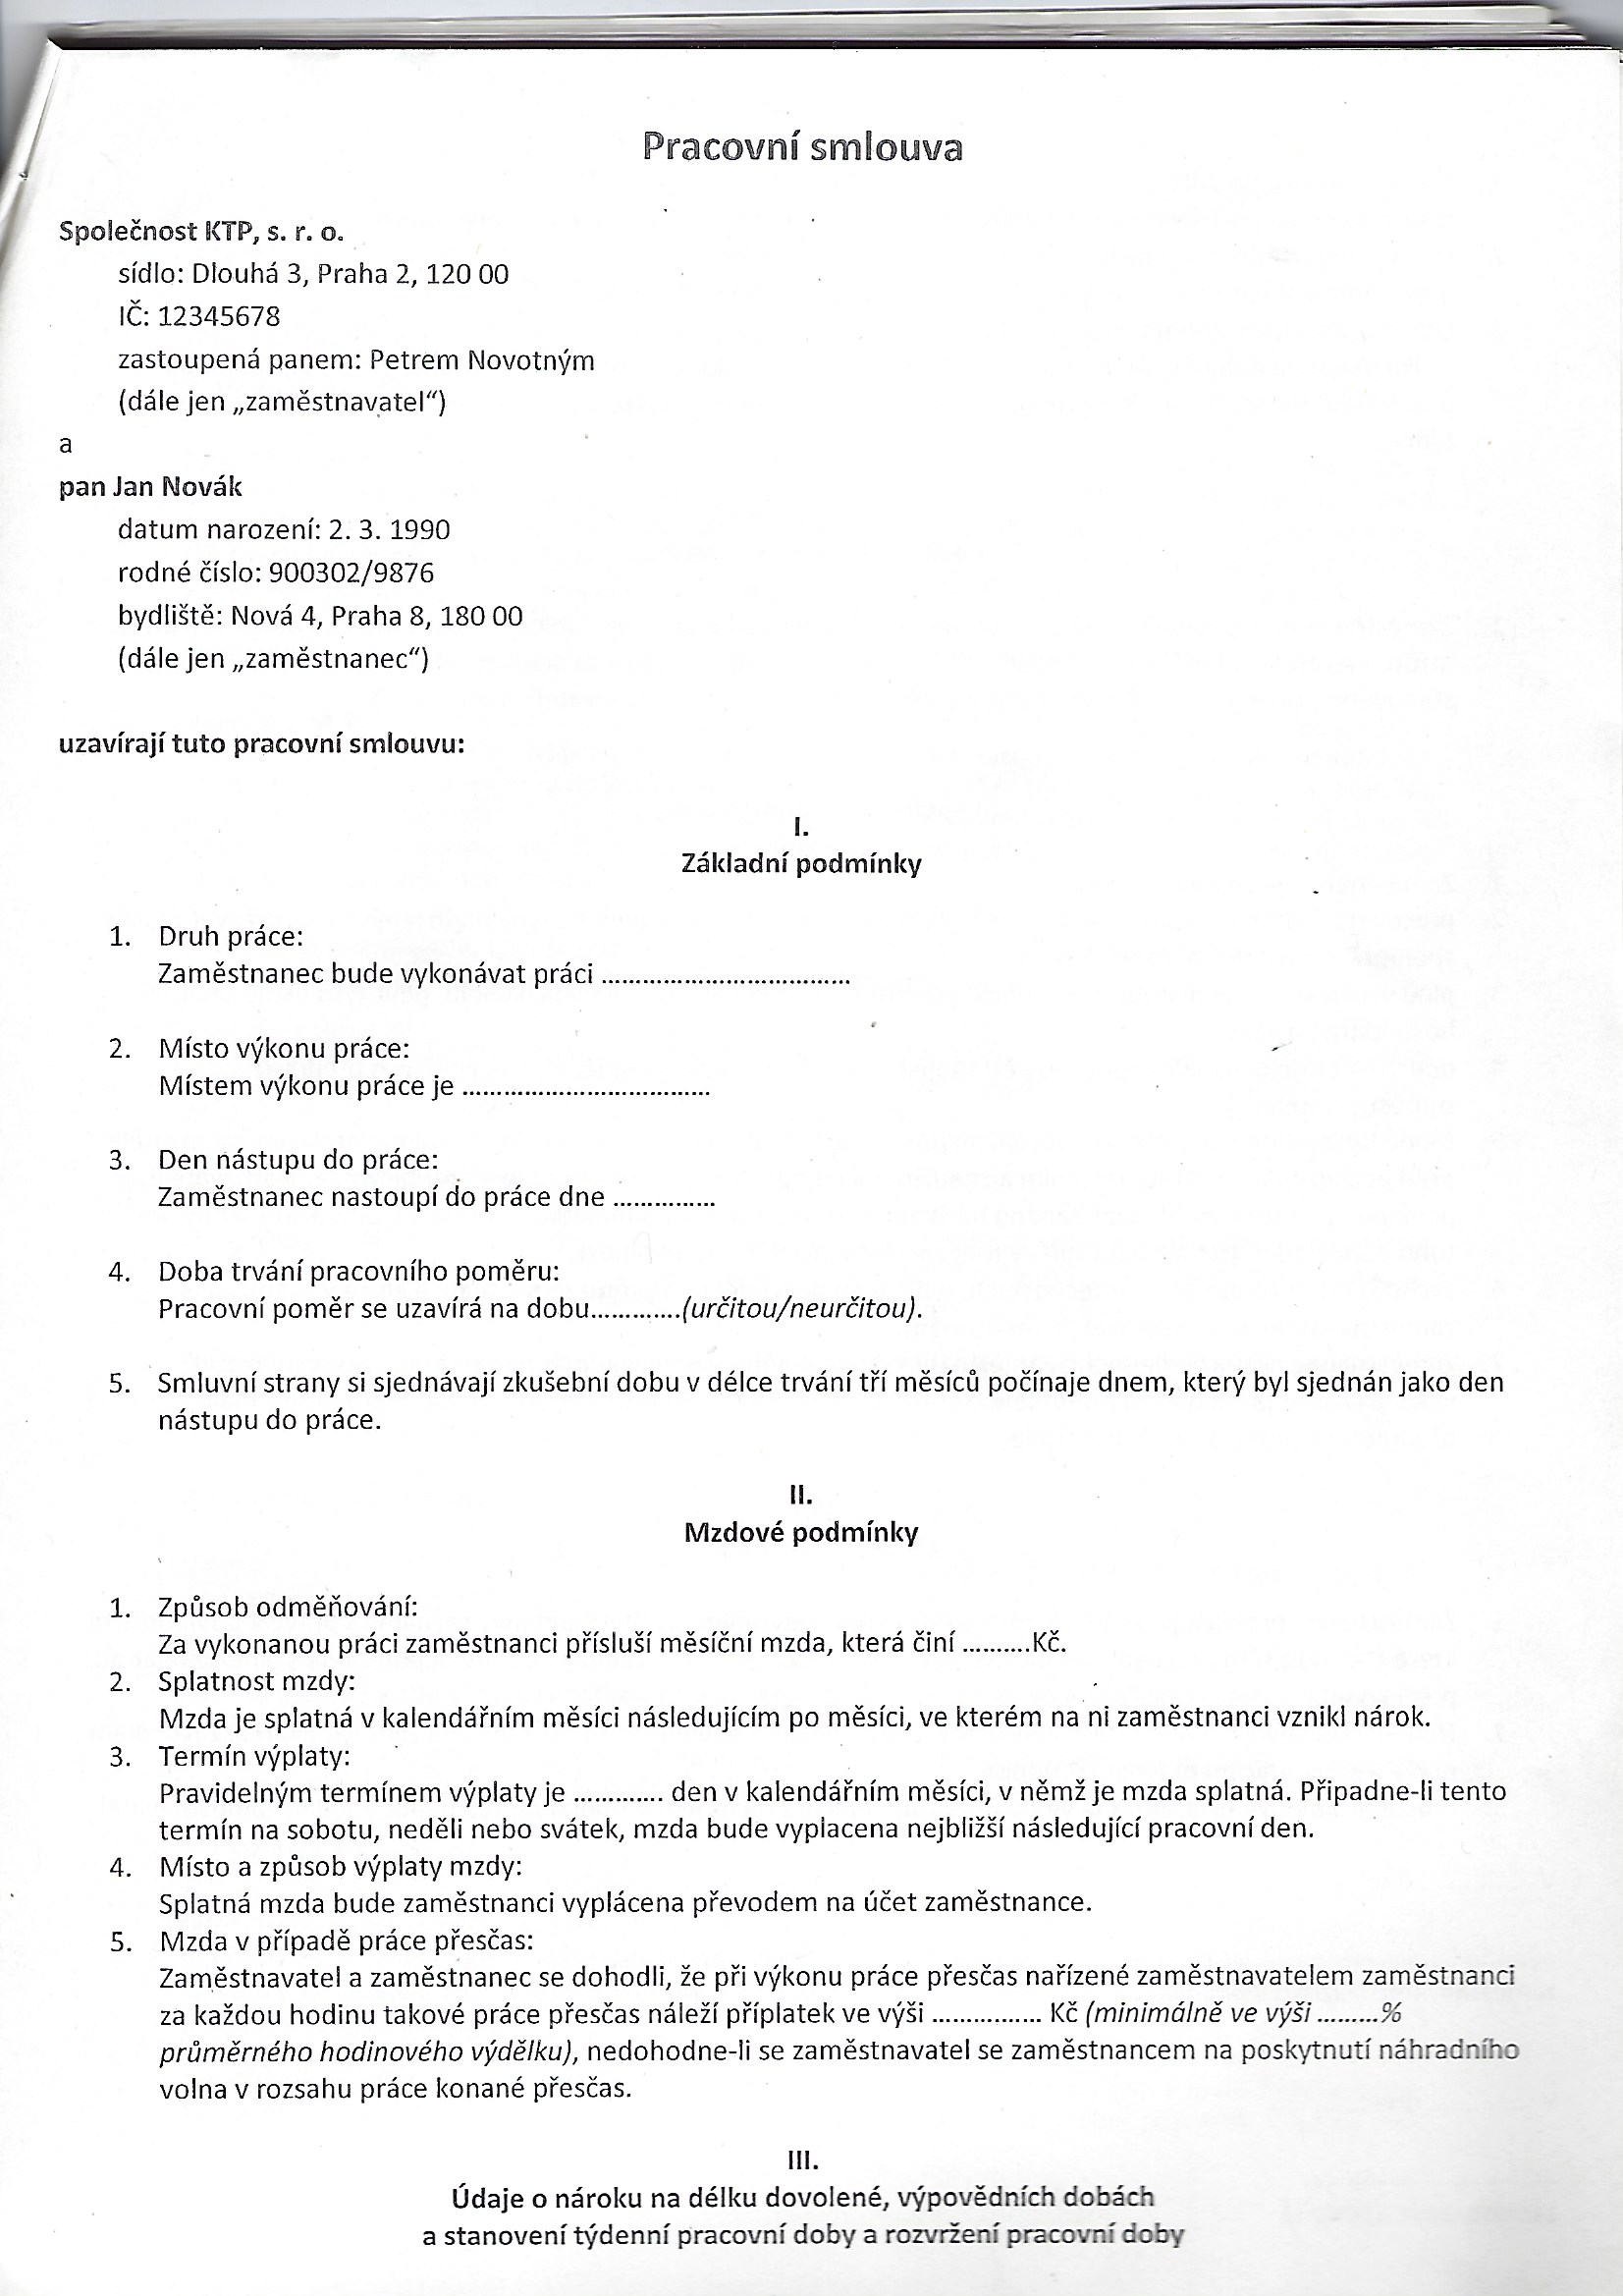 Pracovní smlouva
Společnost KTP, s. r. o.
sídlo: Dlouhá 3, Praha 2, 120 00
IČ: 12345678
zastoupená panem: Petrem Novotným
(dále jen „zaměstnavatel“)
a
pan Jan Novák
datum narození: 2. 3. 1990
rodné číslo: 900302/9876
bydliště: Nová 4, Praha 8, 180 00
(dále jen „zaměstnanec“)
uzavírají tuto pracovní smlouvu:
I.
Základní podmínky
1. Druh práce:
Zaměstnanec bude vykonávat práci ....................................
2. Místo výkonu práce:
Místem výkonu práce je ....................................
3. Den nástupu do práce:
Zaměstnanec nastoupí do práce dne ...............
4. Doba trvání pracovního poměru:
Pracovní poměr se uzavírá na dobu.............(určitou/neurčitou).
5. Smluvní strany si sjednávají zkušební dobu v délce trvání tří měsíců počínaje dnem, který byl sjednán jako den
nástupu do práce.
II.
Mzdové podmínky
1. Způsob odměňování:
Za vykonanou práci zaměstnanci přísluší měsíční mzda, která činí ..........Kč.
2. Splatnost mzdy:
Mzda je splatná v kalendářním měsíci následujícím po měsíci, ve kterém na ni zaměstnanci vznikl nárok.
3. Termín výplaty:
Pravidelným termínem výplaty je ............. den v kalendářním měsíci, v němž je mzda splatná. Připadne-li tento
termín na sobotu, neděli nebo svátek, mzda bude vyplacena nejbližší následující pracovní den.
4. Místo a způsob výplaty mzdy:
Splatná mzda bude zaměstnanci vyplácena převodem na účet zaměstnance.
5. Mzda v případě práce přesčas:
Zaměstnavatel a zaměstnanec se dohodli, že při výkonu práce přesčas nařízené zaměstnavatelem zaměstnanci
za každou hodinu takové práce přesčas náleží příplatek ve výši ................ Kč (minimálně ve výši .........%
průměrného hodinového výdělku), nedohodne-li se zaměstnavatel se zaměstnancem na poskytnutí náhradního
volna v rozsahu práce konané přesčas.
III.
Údaje o nároku na délku dovolené, výpovědních dobách
a stanovení týdenní pracovní doby a rozvržení pracovní doby